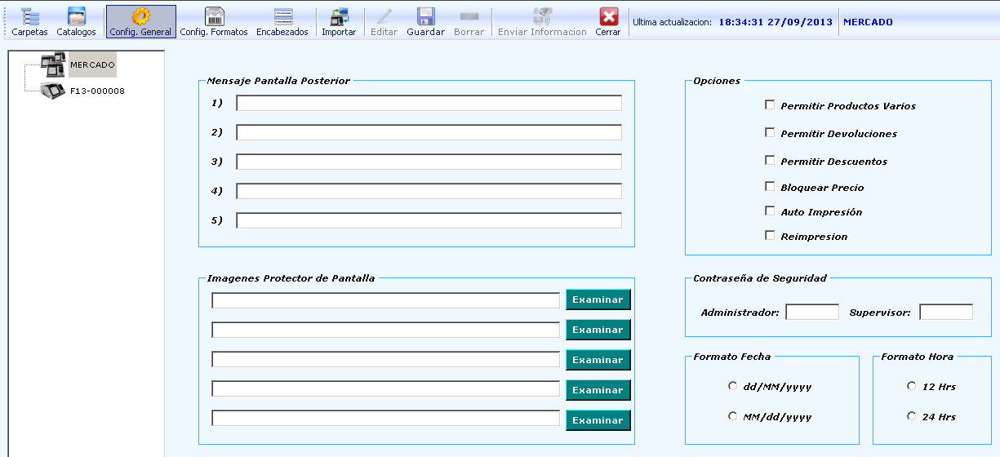 Carpetas Catalogos Config. General Config. Formatos Encabezados Importar Editar Guardar Borrar Enviar Informacion Cerrar Ultima actualizacion: 18:34:31 27/09/2013 MERCADO
MERCADO
F13-000008
Mensaje Pantalla Posterior
1)
2)
3)
4)
5)
Opciones
Permitir Productos Varios
Permitir Devoluciones
Permitir Descuentos
Bloquear Precio
Auto Impresión
Reimpresion
Imagenes Protector de Pantalla
Examinar
Examinar
Examinar
Examinar
Examinar
Contraseña de Seguridad
Administrador: Supervisor:
Formato Fecha
dd/MM/yyyy
MM/dd/yyyy
Formato Hora
12 Hrs
24 Hrs